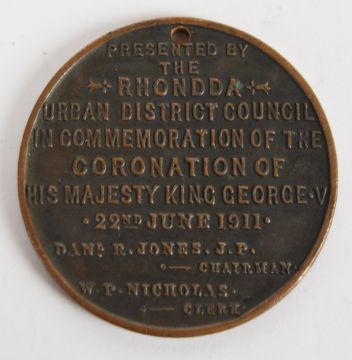 PRESENTED BY
THE
RHONDDA
URBAN DISTRICT COUNCIL
IN COMMEMORATION OF THE
CORONATION OF
HIS MAJESTY KING GEORGE·V
·22ND JUNE 1911·
DANL R. JONES. J.P.
·— CHAIRMAN·
W. P. NICHOLAS·
·— CLERK·